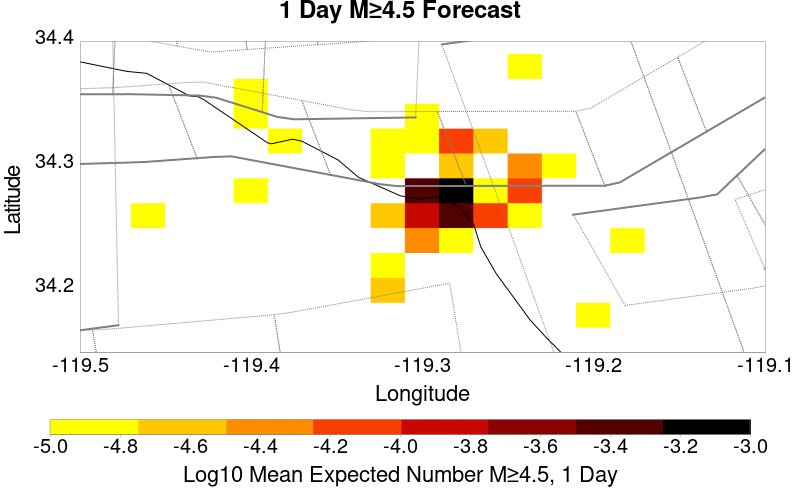 1 Day M≥4.5 Forecast
34.4
34.3
34.2
Latitude
-119.5 -119.4 -119.3 -119.2 -119.1
Longitude
-5.0 -4.8 -4.6 -4.4 -4.2 -4.0 -3.8 -3.6 -3.4 -3.2 -3.0
Log10 Mean Expected Number M≥4.5, 1 Day